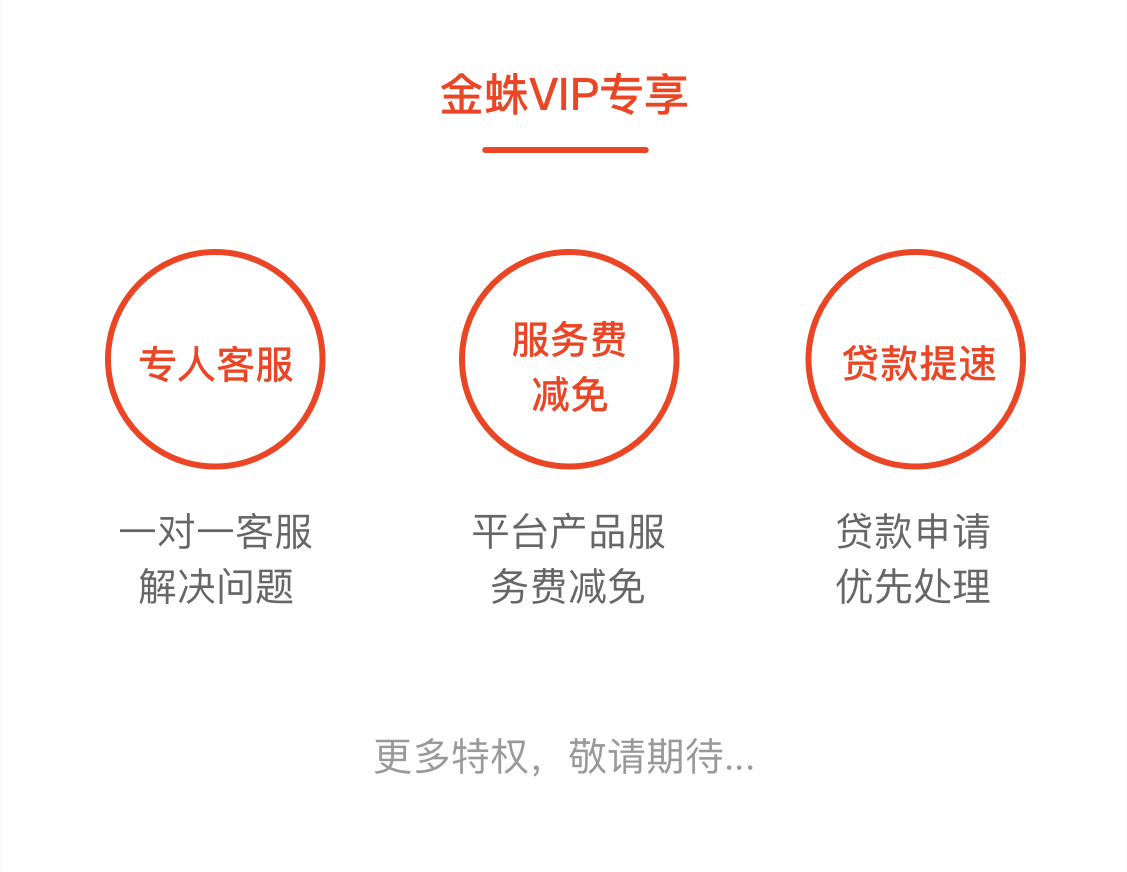 金蛛VIP专享
专人客服
服务费
减免
贷款提速
一对一客服
解决问题
平台产品服
务费减免
贷款申请
优先处理
更多特权，敬请期待...